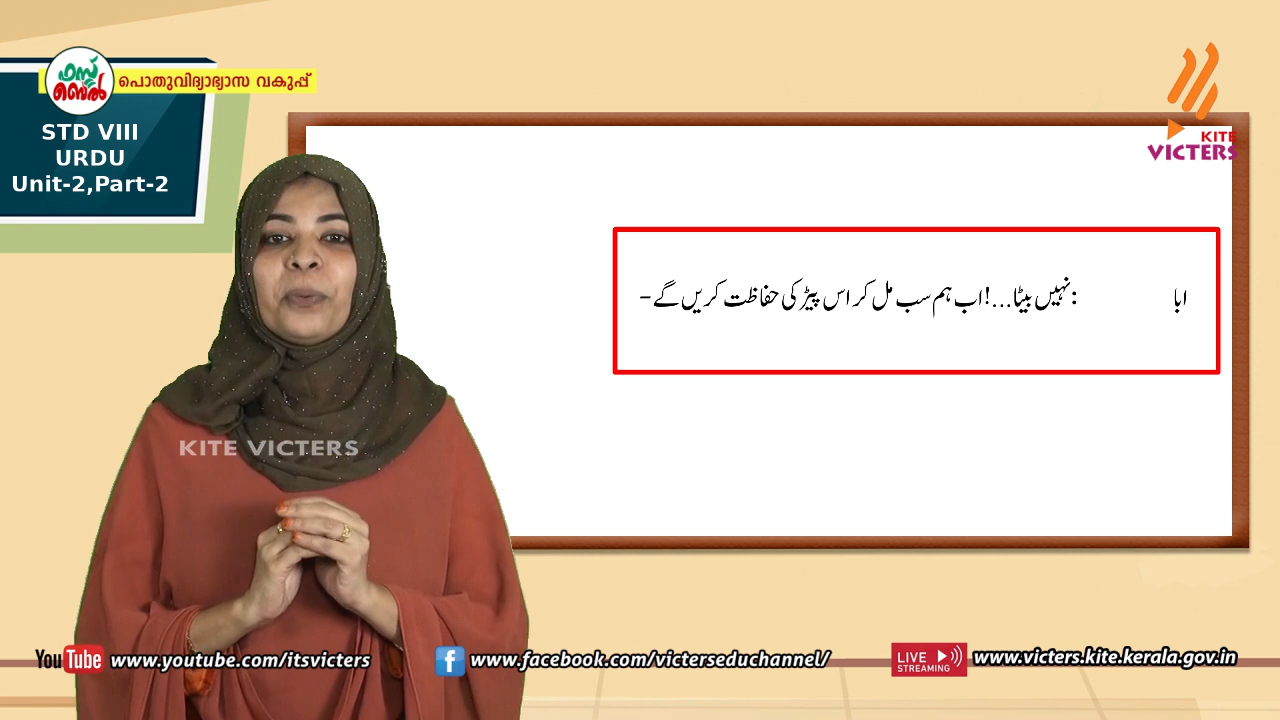 ഫസ്റ്റ് ബെൽ
പൊതുവിദ്യാഭ്യാസ വകുപ്പ്
STD VIII
URDU
Unit-2,Part-2
KITE
VICTERS
ابا :نہیں بیٹا...!اب ہم سب مل کر اس پیڑ کی حفاظت کریں گے -
KITE VICTERS
You Tube www.youtube.com/itsvicters
f www.facebook.com/victerseduchannel/
LIVE STREAMING www.victers.kite.kerala.gov.in